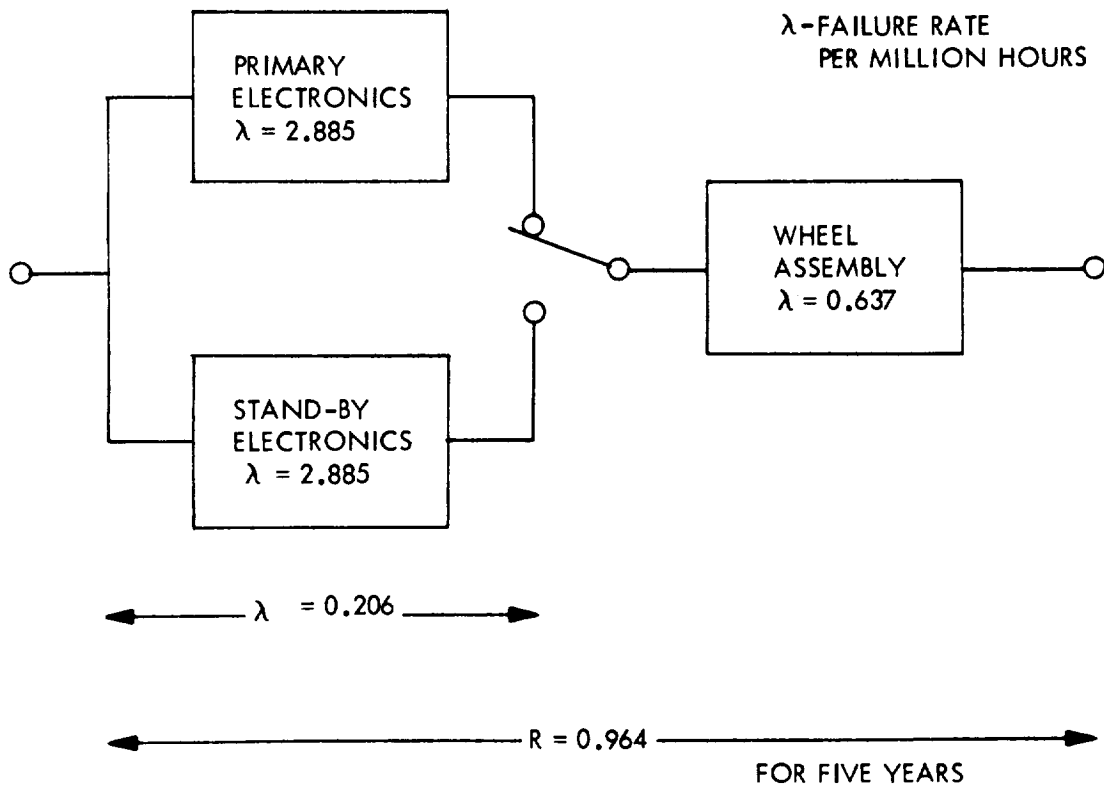 λ-FAILURE RATE
PER MILLION HOURS
PRIMARY
ELECTRONICS
λ = 2.885
WHEEL
ASSEMBLY
λ = 0.637
STAND-BY
ELECTRONICS
λ = 2.885
λ = 0.206
R = 0.964
FOR FIVE YEARS